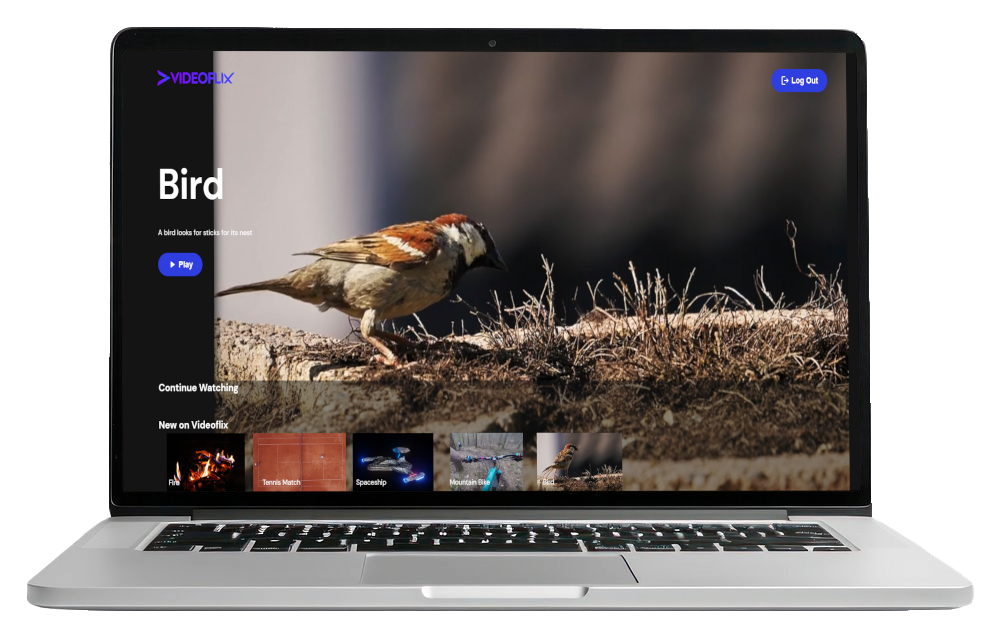 VIDEOFLIX
Log Out
Bird
A bird looks for sticks for its nest
Play
Continue Watching
New on Videoflix
Fire
Tennis Match
Spaceship
Mountain Bike
Bird